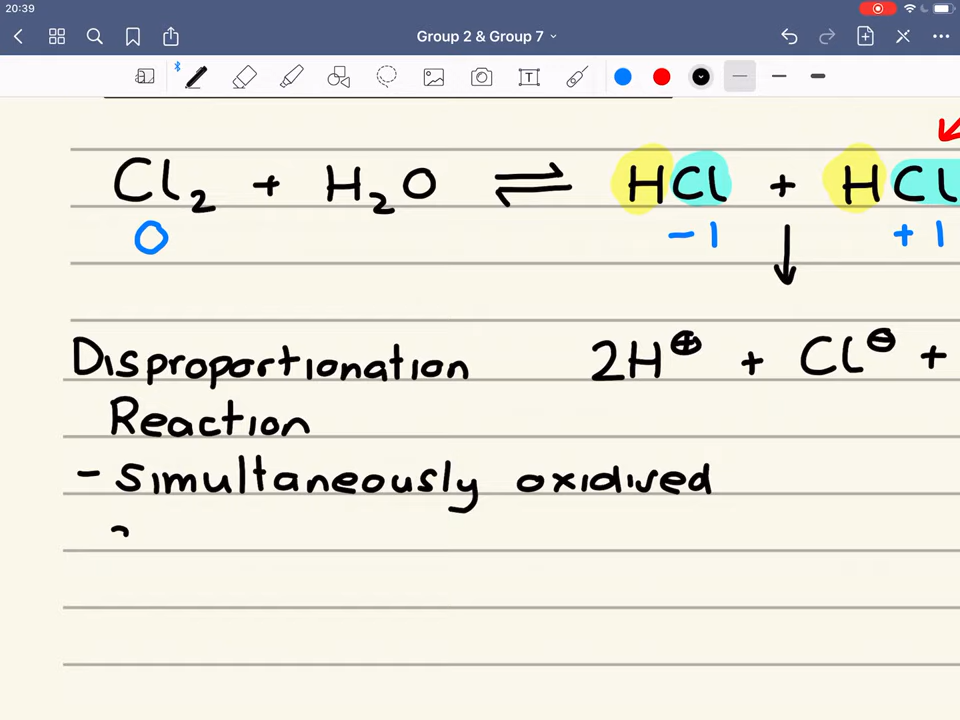 20:39
Group 2 & Group 7
T
Cl₂ + H₂O ⇌ HCl + HCl
0 -1 +1
↓
Disproportionation 2H⊕ + Cl⊖ +
Reaction
- Simultaneously oxidised